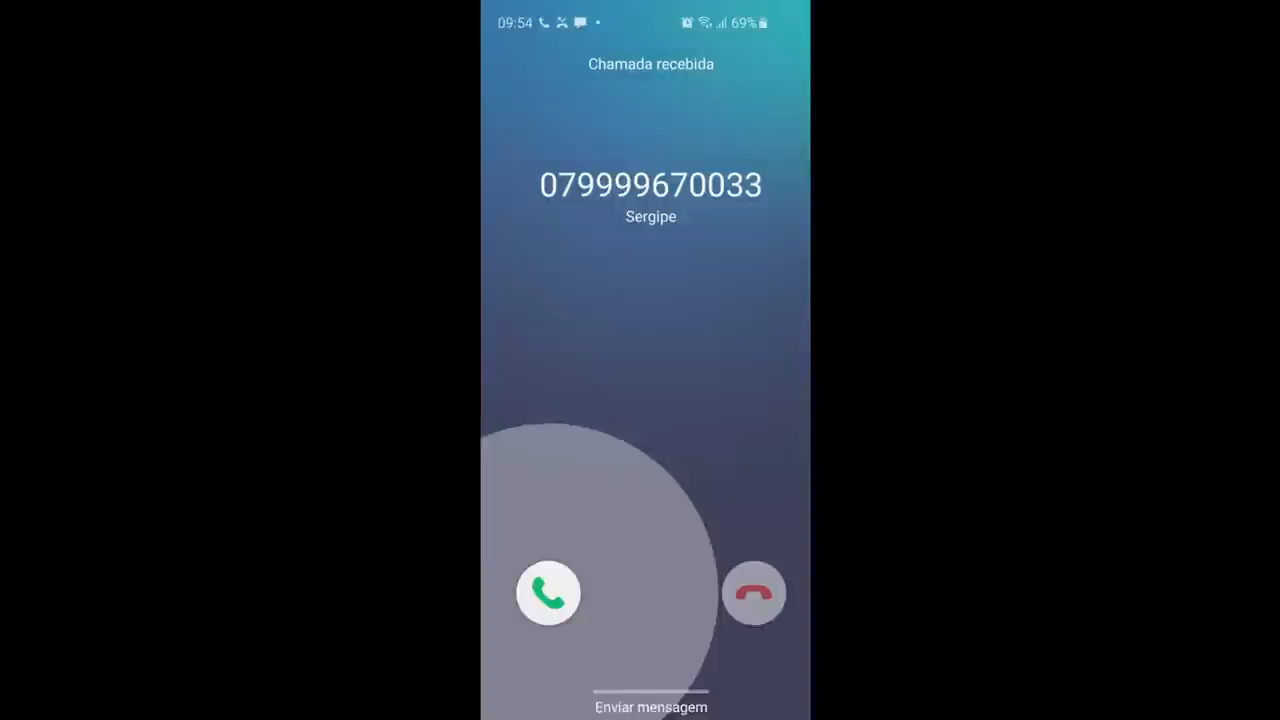 09:54 69%
Chamada recebida
079999670033
Sergipe
Enviar mensagem